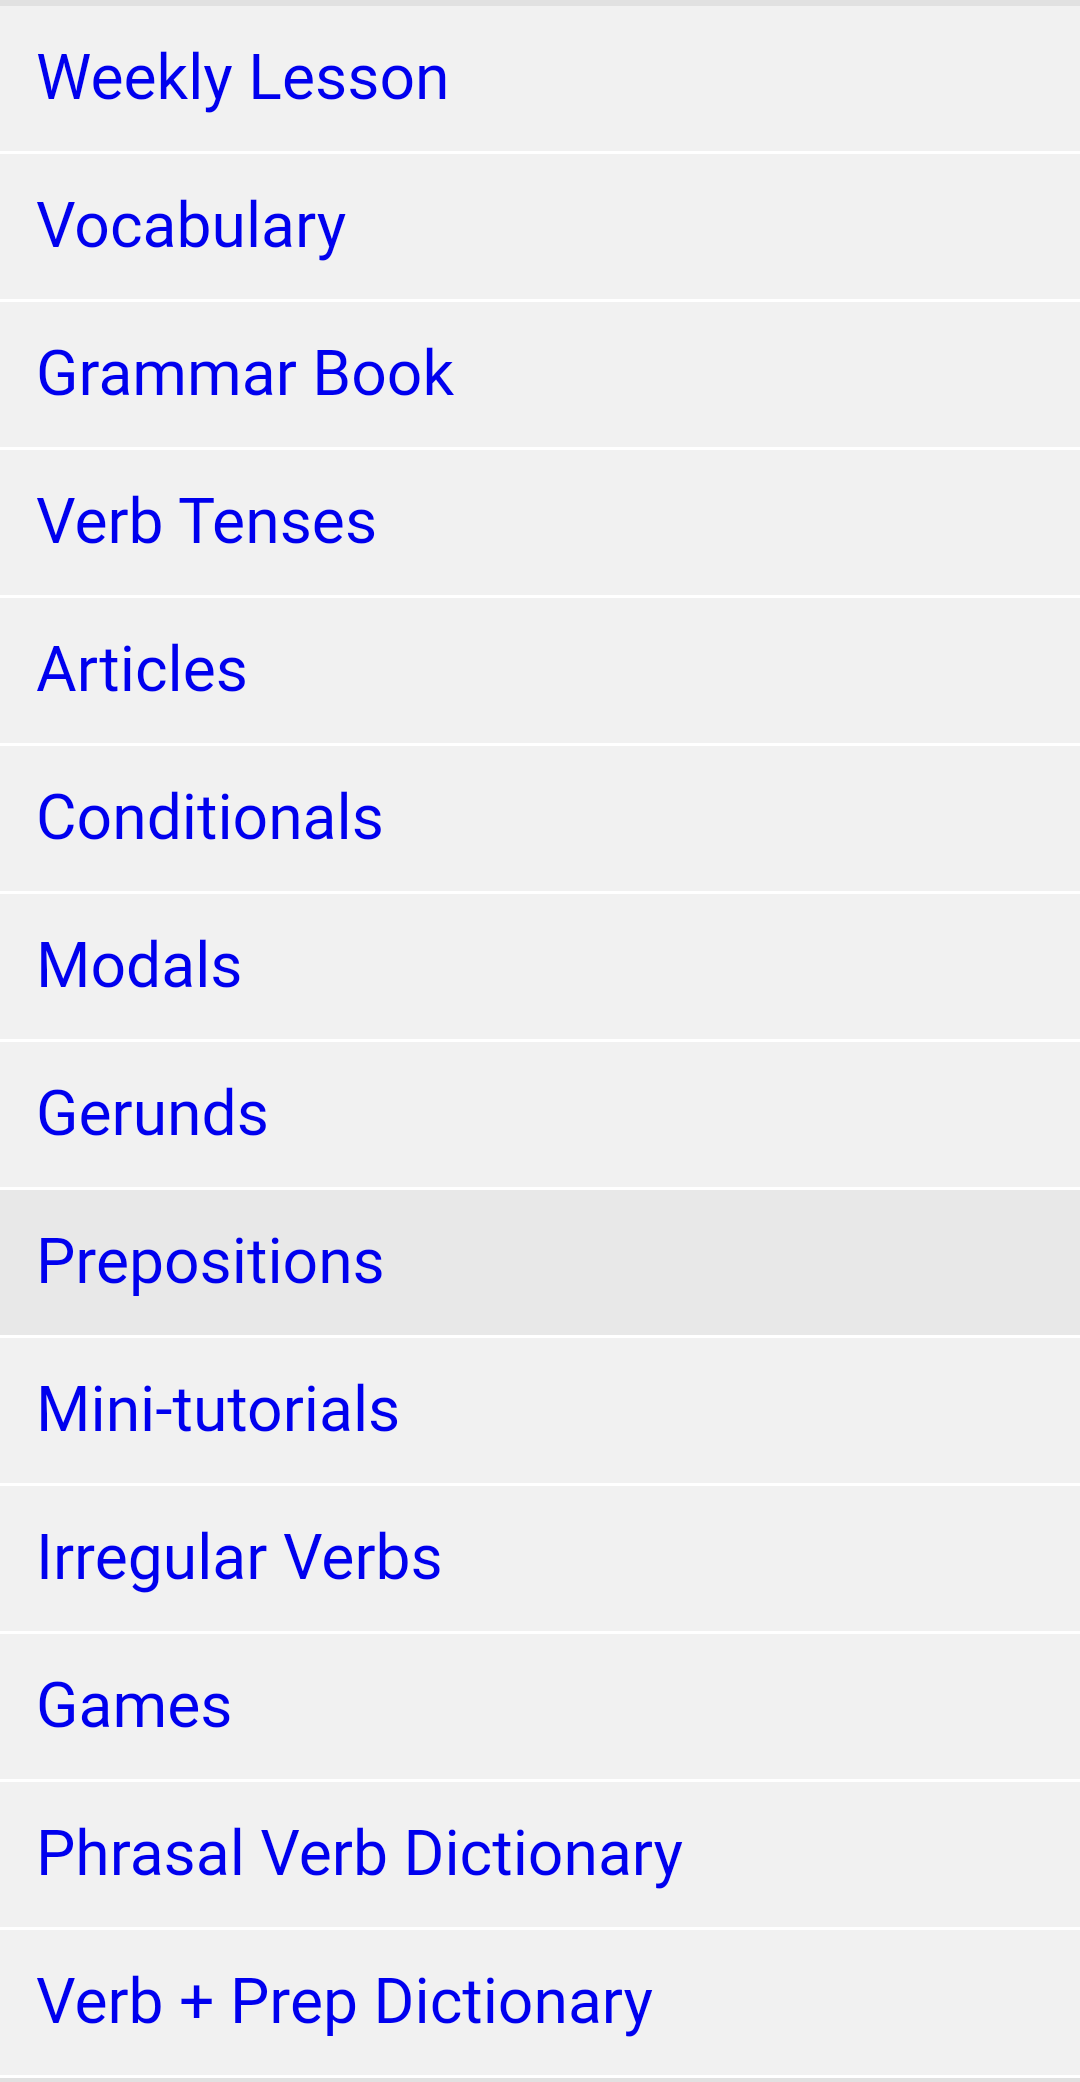 Weekly Lesson
Vocabulary
Grammar Book
Verb Tenses
Articles
Conditionals
Modals
Gerunds
Prepositions
Mini-tutorials
Irregular Verbs
Games
Phrasal Verb Dictionary
Verb + Prep Dictionary